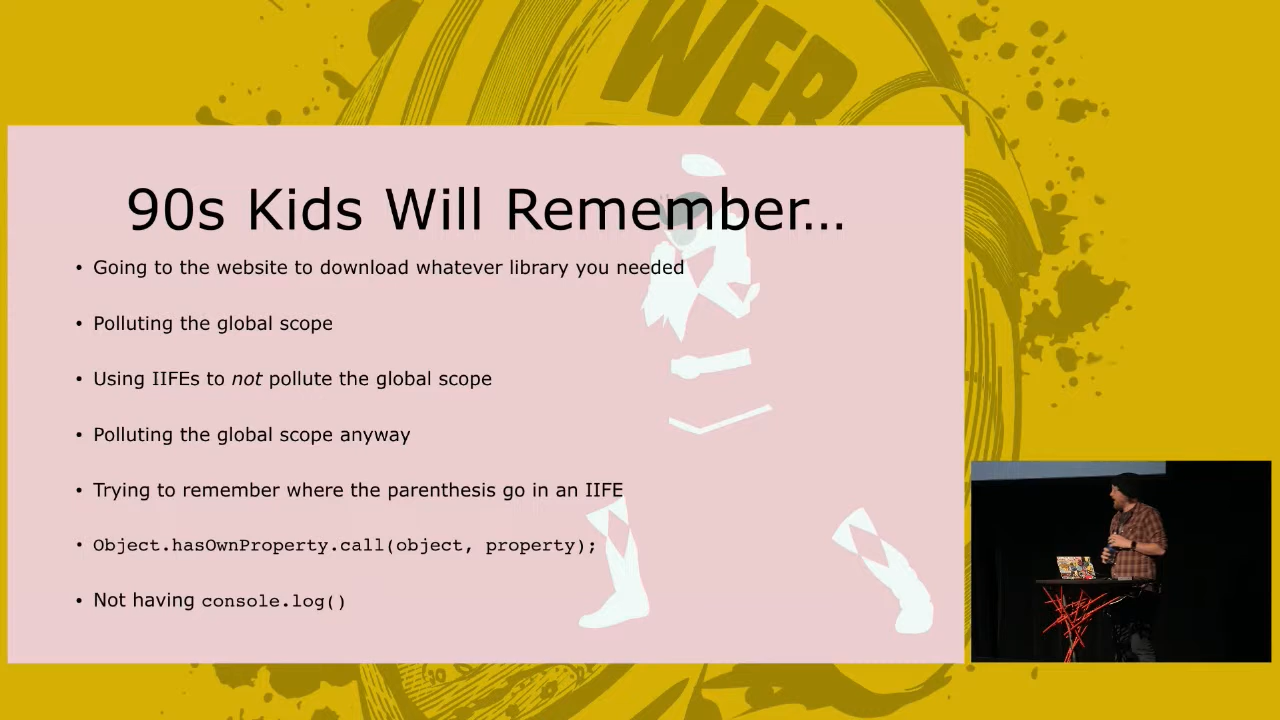 WEB
90s Kids Will Remember…
• Going to the website to download whatever library you needed
• Polluting the global scope
• Using IIFEs to not pollute the global scope
• Polluting the global scope anyway
• Trying to remember where the parenthesis go in an IIFE
• Object.hasOwnProperty.call(object, property);
• Not having console.log()